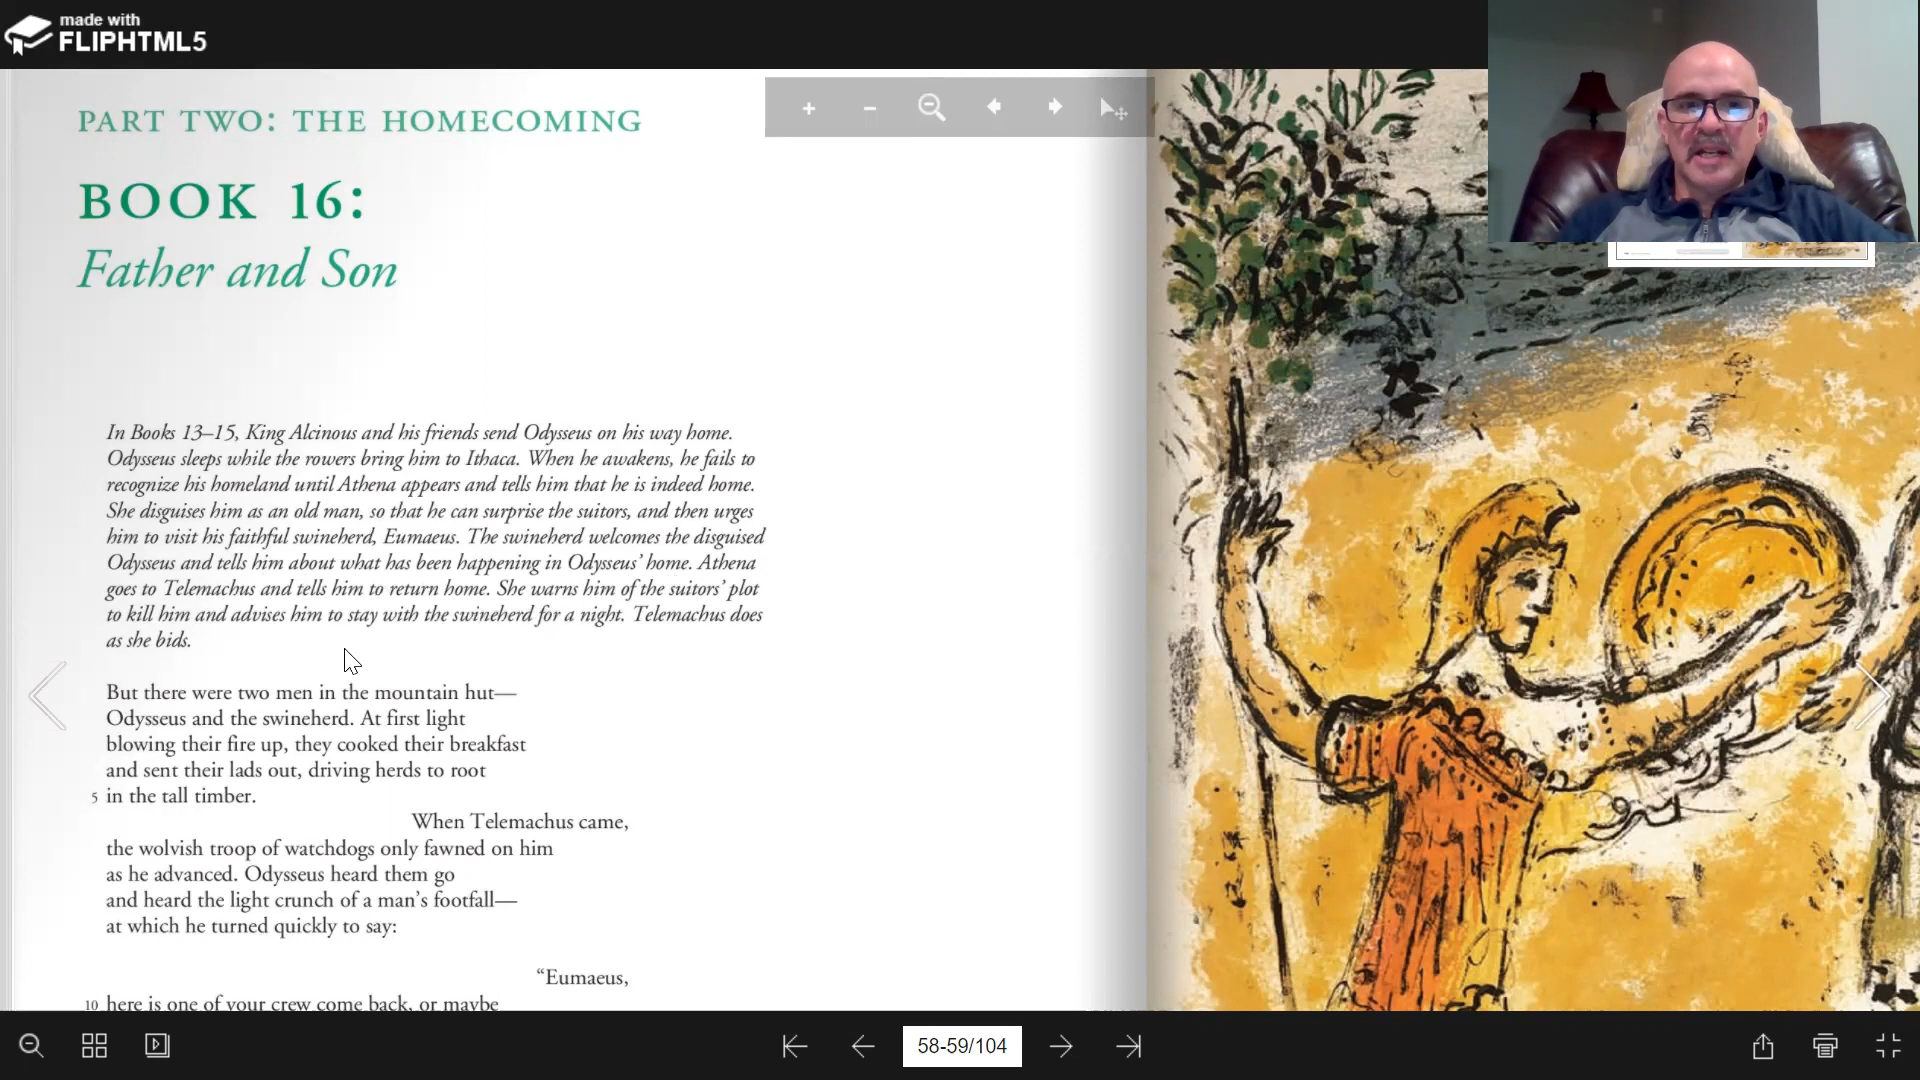 made with
FLIPHTML5
PART TWO: THE HOMECOMING
BOOK 16:
Father and Son
In Books 13–15, King Alcinous and his friends send Odysseus on his way home.
Odysseus sleeps while the rowers bring him to Ithaca. When he awakens, he fails to
recognize his homeland until Athena appears and tells him that he is indeed home.
She disguises him as an old man, so that he can surprise the suitors, and then urges
him to visit his faithful swineherd, Eumaeus. The swineherd welcomes the disguised
Odysseus and tells him about what has been happening in Odysseus’ home. Athena
goes to Telemachus and tells him to return home. She warns him of the suitors’ plot
to kill him and advises him to stay with the swineherd for a night. Telemachus does
as she bids.
But there were two men in the mountain hut—
Odysseus and the swineherd. At first light
blowing their fire up, they cooked their breakfast
and sent their lads out, driving herds to root
5 in the tall timber.
When Telemachus came,
the wolvish troop of watchdogs only fawned on him
as he advanced. Odysseus heard them go
and heard the light crunch of a man’s footfall—
at which he turned quickly to say:
“Eumaeus,
10 here is one of your crew come back, or maybe
58-59/104